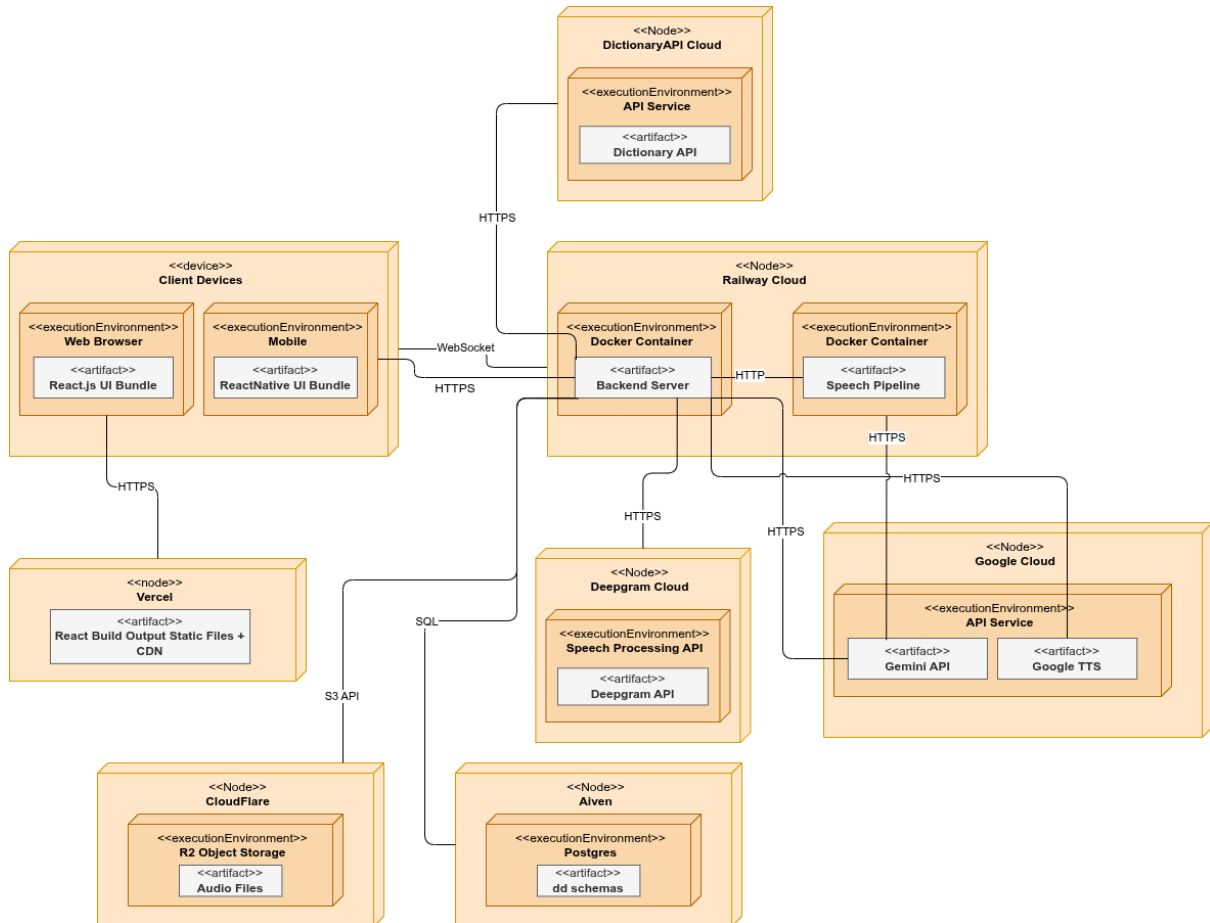 <<Node>>
DictionaryAPI Cloud
<<executionEnvironment>>
API Service
<<artifact>>
Dictionary API
HTTPS
<<device>>
Client Devices
<<executionEnvironment>>
Web Browser
<<artifact>>
React.js UI Bundle
<<executionEnvironment>>
Mobile
<<artifact>>
ReactNative UI Bundle
WebSocket
HTTPS
<<Node>>
Railway Cloud
<<executionEnvironment>>
Docker Container
<<artifact>>
Backend Server
HTTP
<<executionEnvironment>>
Docker Container
<<artifact>>
Speech Pipeline
HTTPS
HTTPS
HTTPS
HTTPS
HTTPS
<<node>>
Vercel
<<artifact>>
React Build Output Static Files +
CDN
SQL
S3 API
<<Node>>
Deepgram Cloud
<<executionEnvironment>>
Speech Processing API
<<artifact>>
Deepgram API
<<Node>>
Google Cloud
<<executionEnvironment>>
API Service
<<artifact>>
Gemini API
<<artifact>>
Google TTS
<<Node>>
CloudFlare
<<executionEnvironment>>
R2 Object Storage
<<artifact>>
Audio Files
<<Node>>
Aiven
<<executionEnvironment>>
Postgres
<<artifact>>
dd schemas